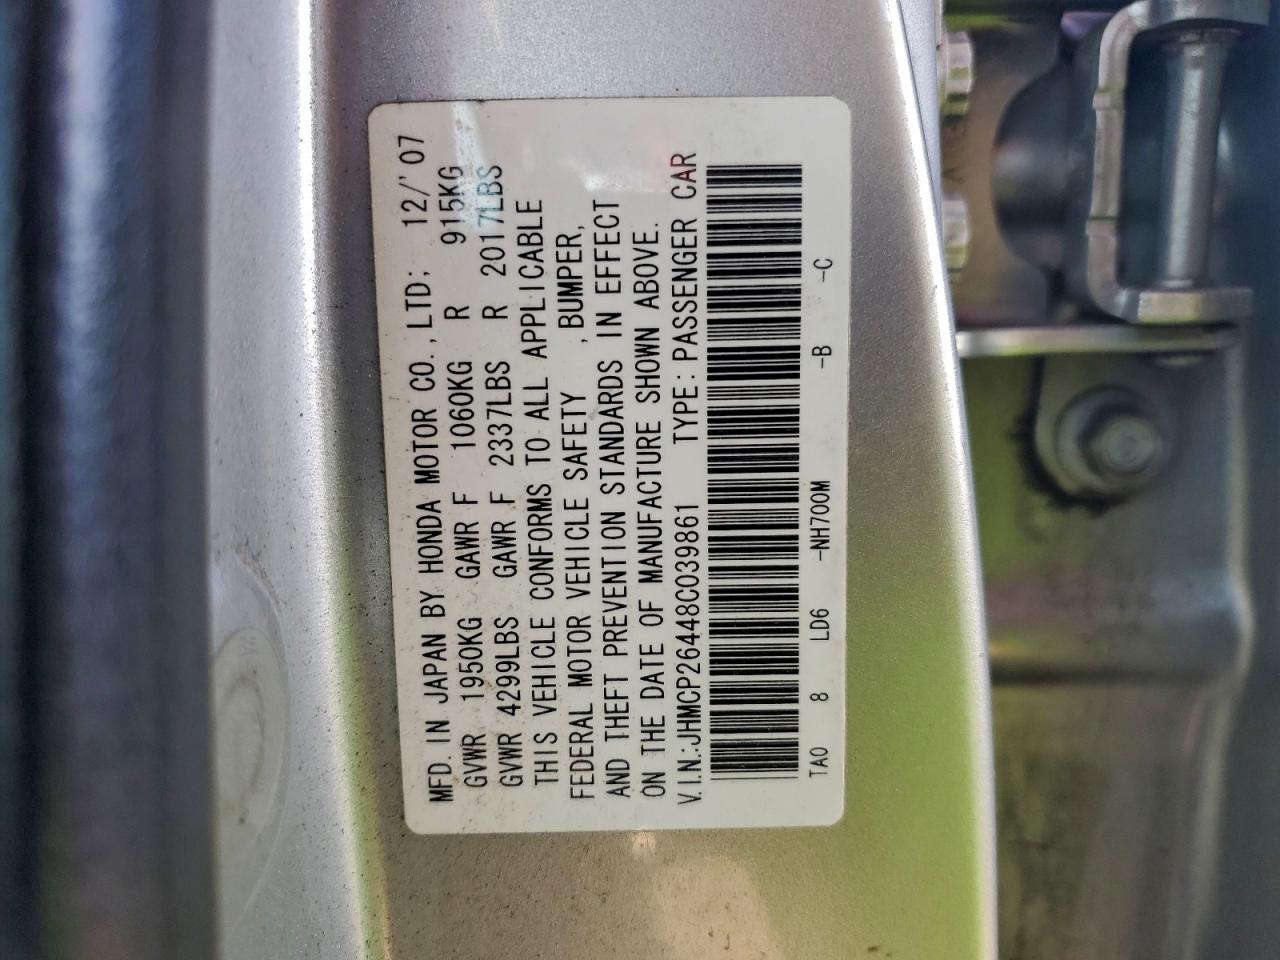 MFD. IN JAPAN BY HONDA MOTOR CO., LTD: 12/'07
GVWR 1950KG GAWR F 1060KG R 915KG
GVWR 4299LBS GAWR F 2337LBS R 2017LBS
THIS VEHICLE CONFORMS TO ALL APPLICABLE
FEDERAL MOTOR VEHICLE SAFETY , BUMPER,
AND THEFT PREVENTION STANDARDS IN EFFECT
ON THE DATE OF MANUFACTURE SHOWN ABOVE.
V.I.N.:JHMCP26448C039861 TYPE:PASSENGER CAR
TA0 8 LD6 -NH700M -B -C